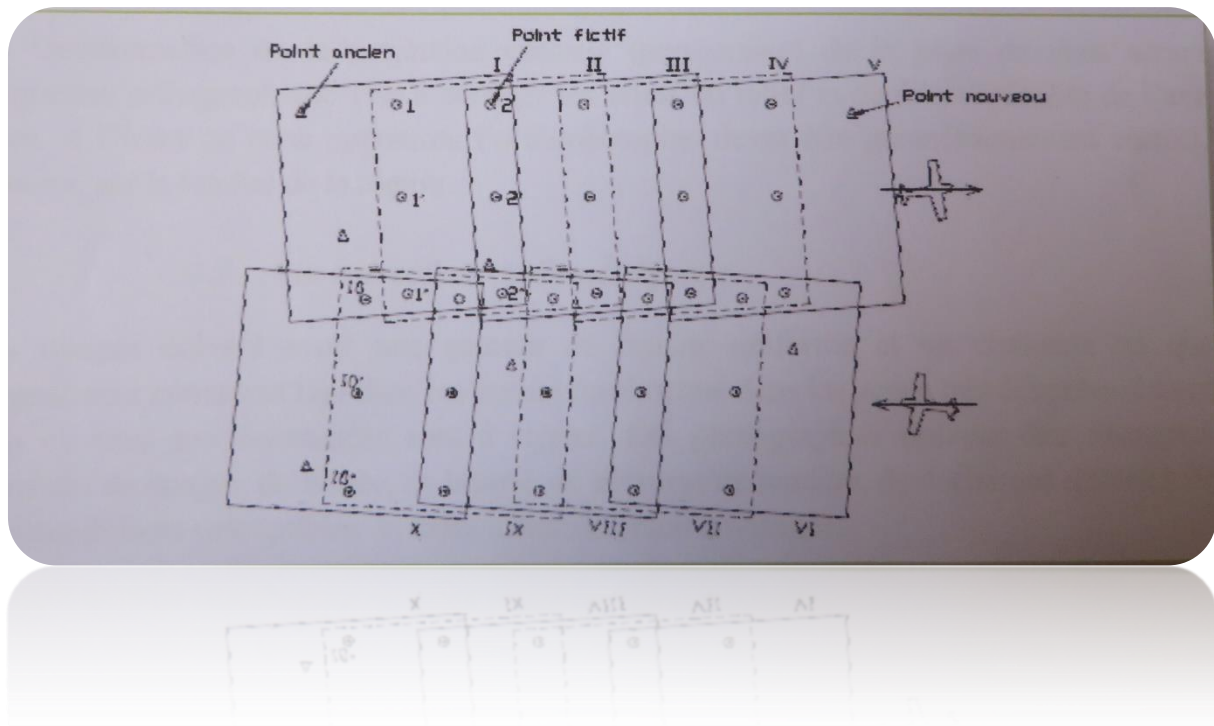 Point ancien
Point fictif
I II III IV V
Point nouveau
1 2
1' 2'
1" 2"
10'
10"
X IX VIII VII VI